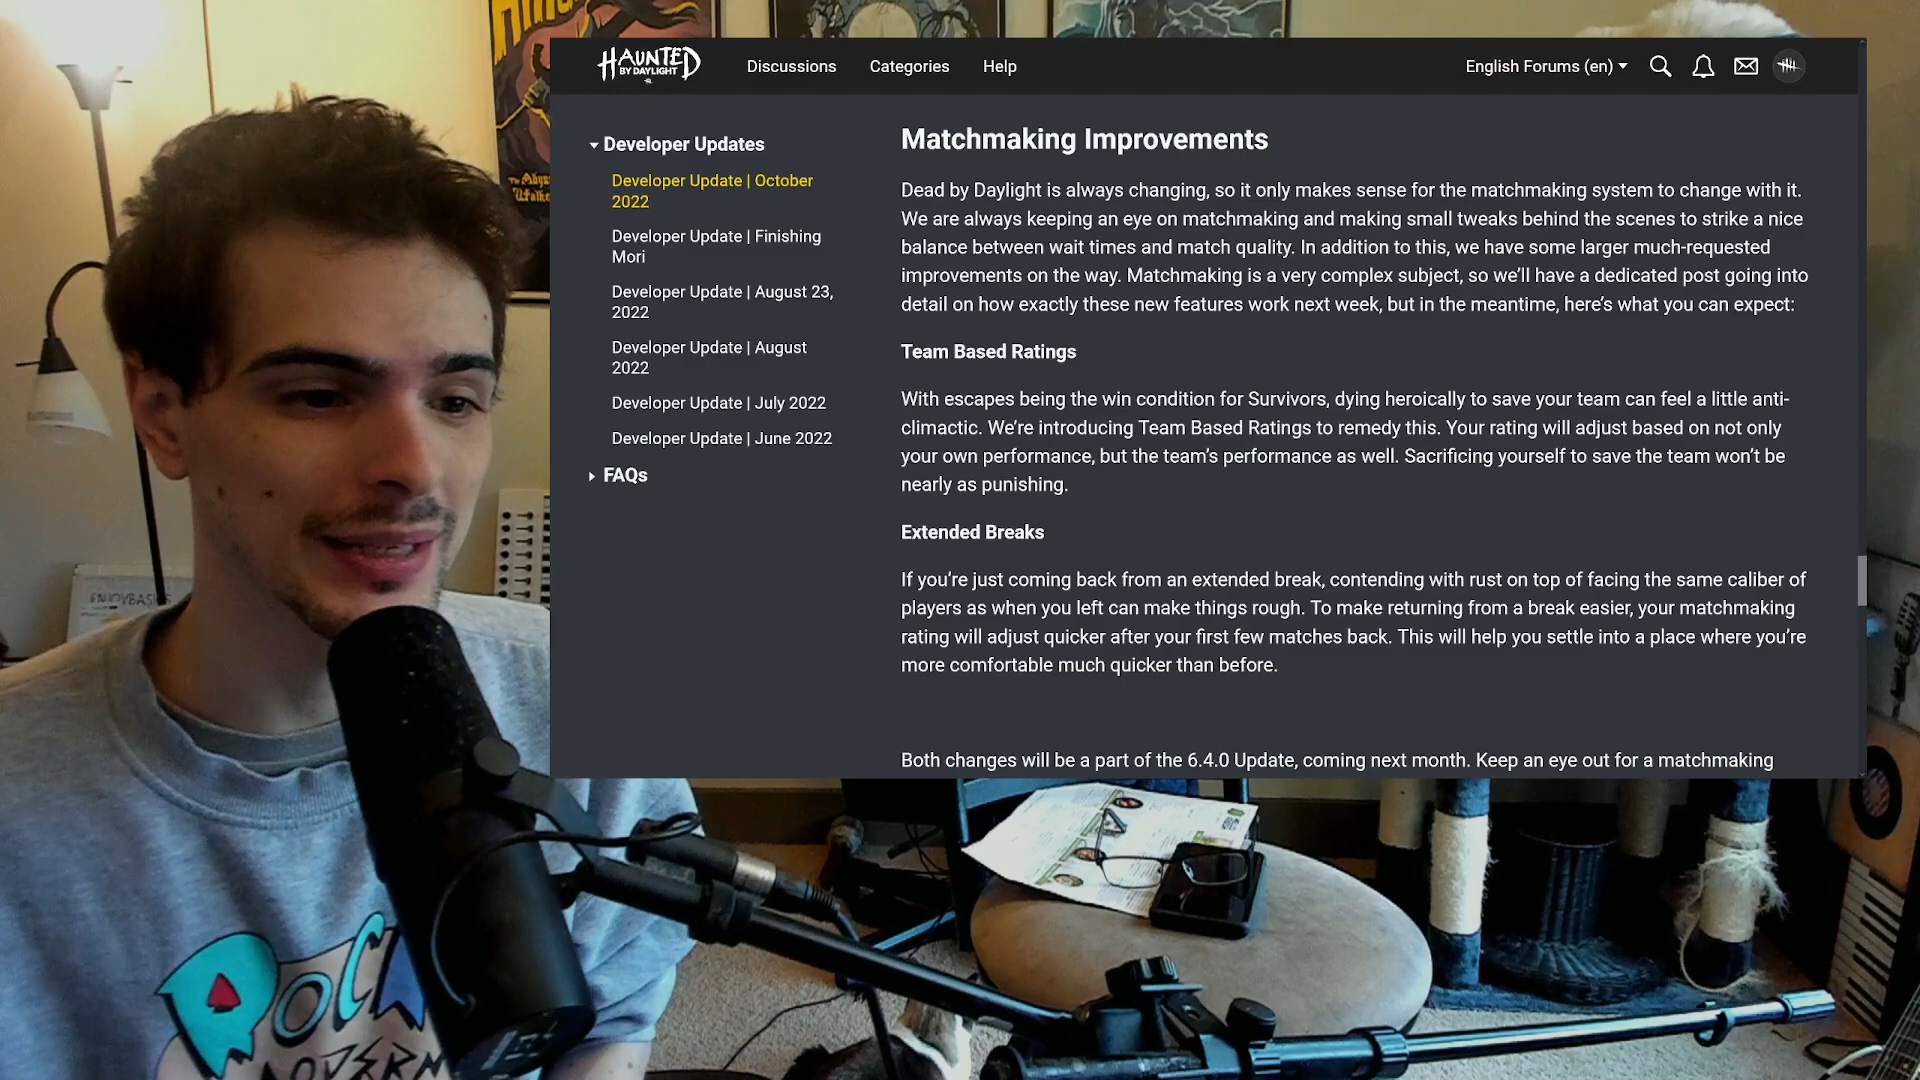 HAUNTED
BY DAYLIGHT
Discussions
Categories
Help
English Forums (en)
Developer Updates
Developer Update | October
2022
Developer Update | Finishing
Mori
Developer Update | August 23,
2022
Developer Update | August
2022
Developer Update | July 2022
Developer Update | June 2022
FAQs
Matchmaking Improvements
Dead by Daylight is always changing, so it only makes sense for the matchmaking system to change with it.
We are always keeping an eye on matchmaking and making small tweaks behind the scenes to strike a nice
balance between wait times and match quality. In addition to this, we have some larger much-requested
improvements on the way. Matchmaking is a very complex subject, so we’ll have a dedicated post going into
detail on how exactly these new features work next week, but in the meantime, here’s what you can expect:
Team Based Ratings
With escapes being the win condition for Survivors, dying heroically to save your team can feel a little anti-
climactic. We’re introducing Team Based Ratings to remedy this. Your rating will adjust based on not only
your own performance, but the team’s performance as well. Sacrificing yourself to save the team won’t be
nearly as punishing.
Extended Breaks
If you’re just coming back from an extended break, contending with rust on top of facing the same caliber of
players as when you left can make things rough. To make returning from a break easier, your matchmaking
rating will adjust quicker after your first few matches back. This will help you settle into a place where you’re
more comfortable much quicker than before.
Both changes will be a part of the 6.4.0 Update, coming next month. Keep an eye out for a matchmaking